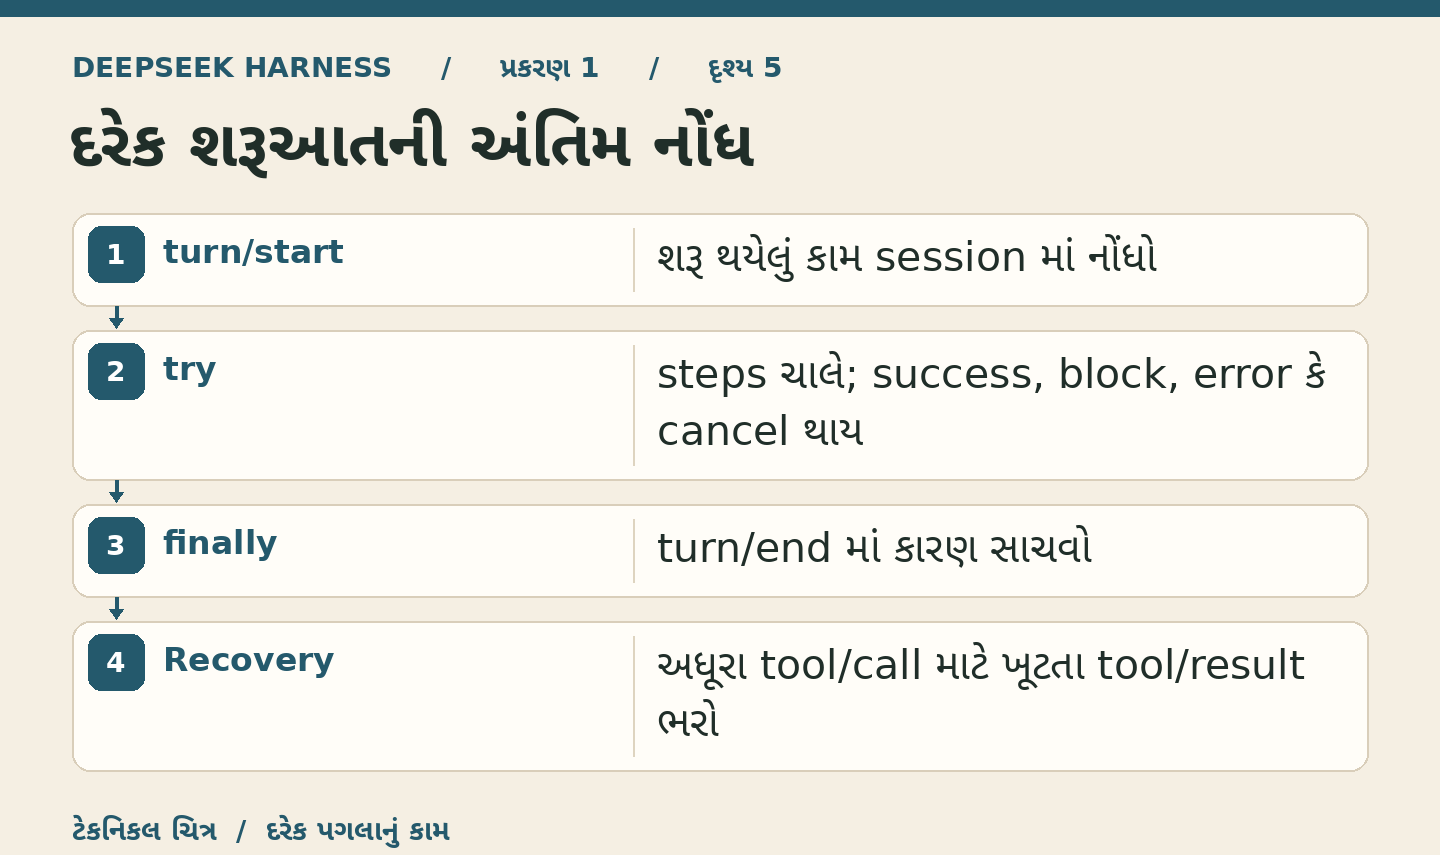 DEEPSEEK HARNESS / પ્રકરણ 1 / દૃશ્ય 5
દરેક શરૂઆતની અંતિમ નોંધ
1 turn/start
શરૂ થયેલું કામ session માં નોંધો
2 try
steps ચાલે; success, block, error કે
cancel થાય
3 finally
turn/end માં કારણ સાચવો
4 Recovery
અધૂરા tool/call માટે ખૂટતા tool/result
ભરો
ટેકનિકલ ચિત્ર / દરેક પગલાનું કામ